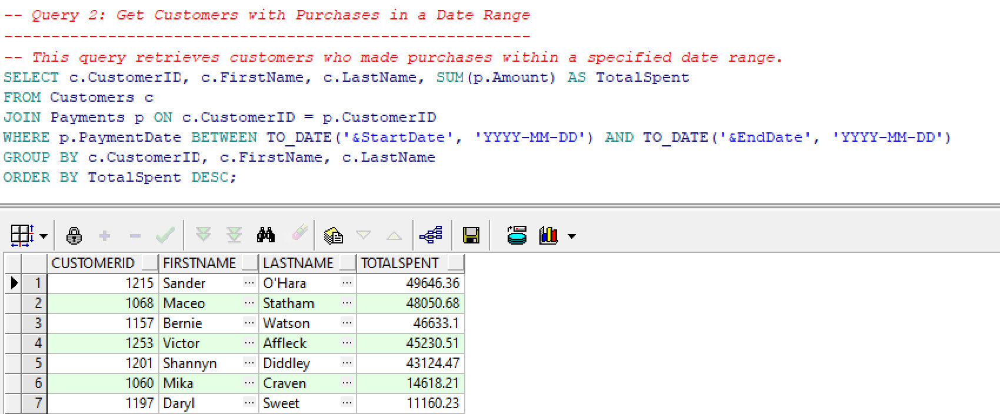 -- Query 2: Get Customers with Purchases in a Date Range
--------------------------------------------------------
-- This query retrieves customers who made purchases within a specified date range.
SELECT c.CustomerID, c.FirstName, c.LastName, SUM(p.Amount) AS TotalSpent
FROM Customers c
JOIN Payments p ON c.CustomerID = p.CustomerID
WHERE p.PaymentDate BETWEEN TO_DATE('&StartDate', 'YYYY-MM-DD') AND TO_DATE('&EndDate', 'YYYY-MM-DD')
GROUP BY c.CustomerID, c.FirstName, c.LastName
ORDER BY TotalSpent DESC;
CUSTOMERID FIRSTNAME LASTNAME TOTALSPENT
1 1215 Sander ... O'Hara ... 49646.36
2 1068 Maceo ... Statham ... 48050.68
3 1157 Bernie ... Watson ... 46633.1
4 1253 Victor ... Affleck ... 45230.51
5 1201 Shannyn ... Diddley ... 43124.47
6 1060 Mika ... Craven ... 14618.21
7 1197 Daryl ... Sweet ... 11160.23